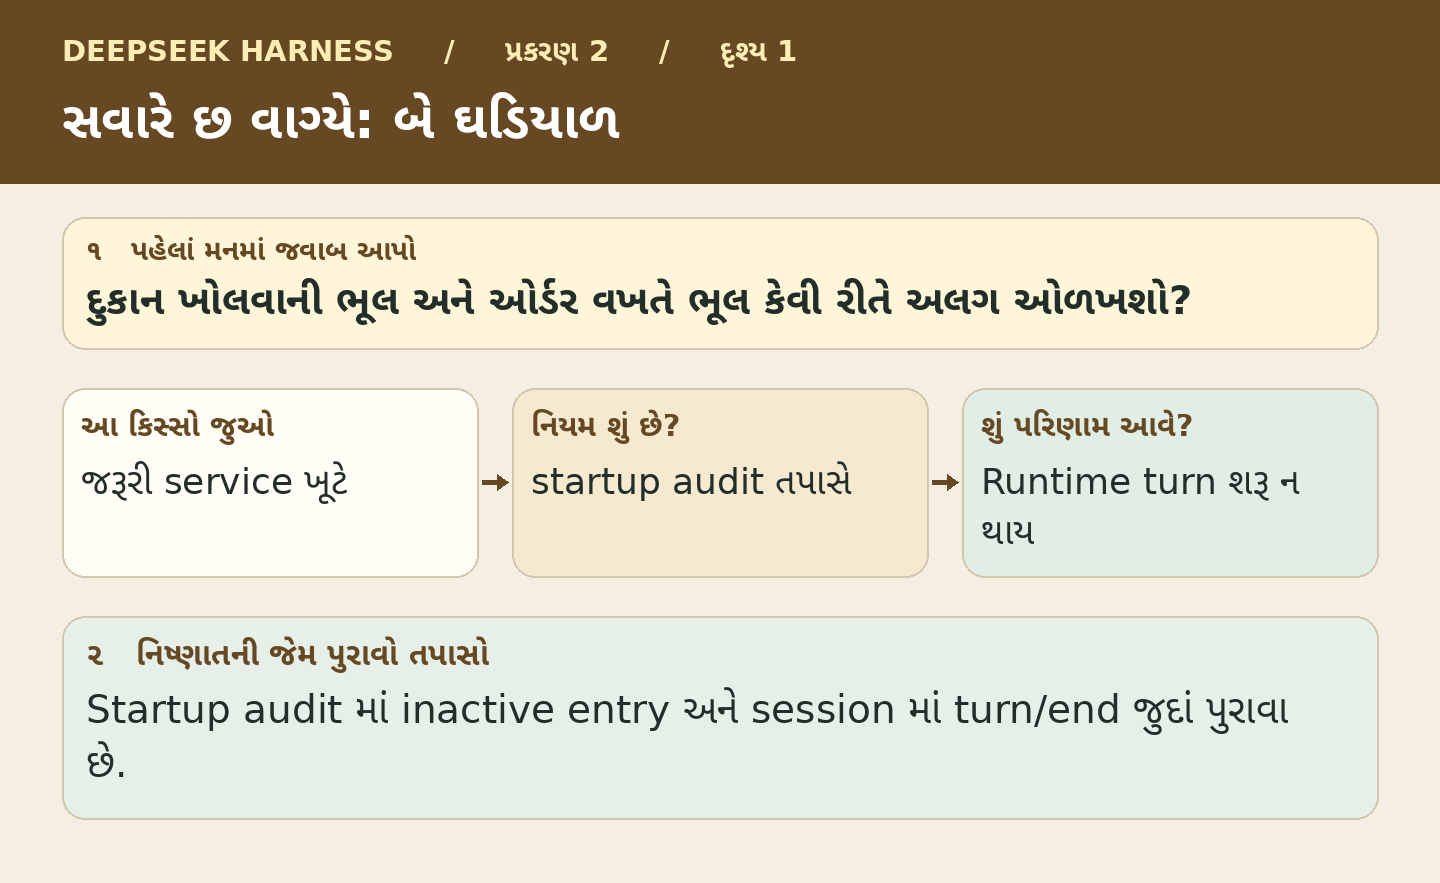 DEEPSEEK HARNESS / પ્રકરણ 2 / દૃશ્ય 1
સવારે છ વાગ્યે: બે ઘડિયાળ
૧ પહેલાં મનમાં જવાબ આપો
દુકાન ખોલવાની ભૂલ અને ઓર્ડર વખતે ભૂલ કેવી રીતે અલગ ઓળખશો?
આ કિસ્સો જુઓ
જરૂરી service ખૂટે
નિયમ શું છે?
startup audit તપાસે
શું પરિણામ આવે?
Runtime turn શરૂ ન
થાય
૨ નિષ્ણાતની જેમ પુરાવો તપાસો
Startup audit માં inactive entry અને session માં turn/end જુદાં પુરાવા
છે.